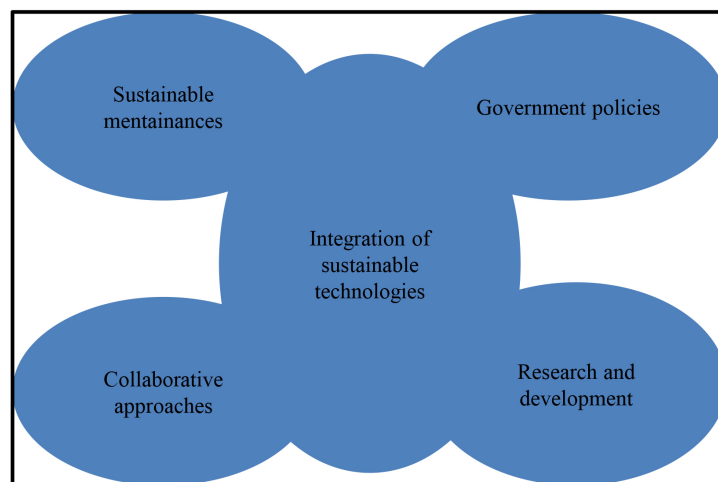 Sustainable
mentainances
Government policies
Integration of
sustainable
technologies
Collaborative
approaches
Research and
development